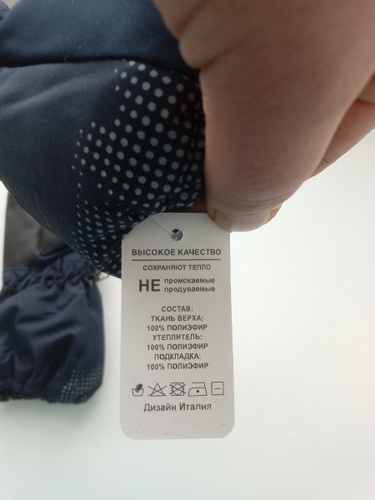 ВЫСОКОЕ КАЧЕСТВО
СОХРАНЯЮТ ТЕПЛО
НЕ промокаемые
продуваемые
СОСТАВ:
ТКАНЬ ВЕРХА:
100% ПОЛИЭФИР
УТЕПЛИТЕЛЬ:
100% ПОЛИЭФИР
ПОДКЛАДКА:
100% ПОЛИЭФИР
Дизайн Италия